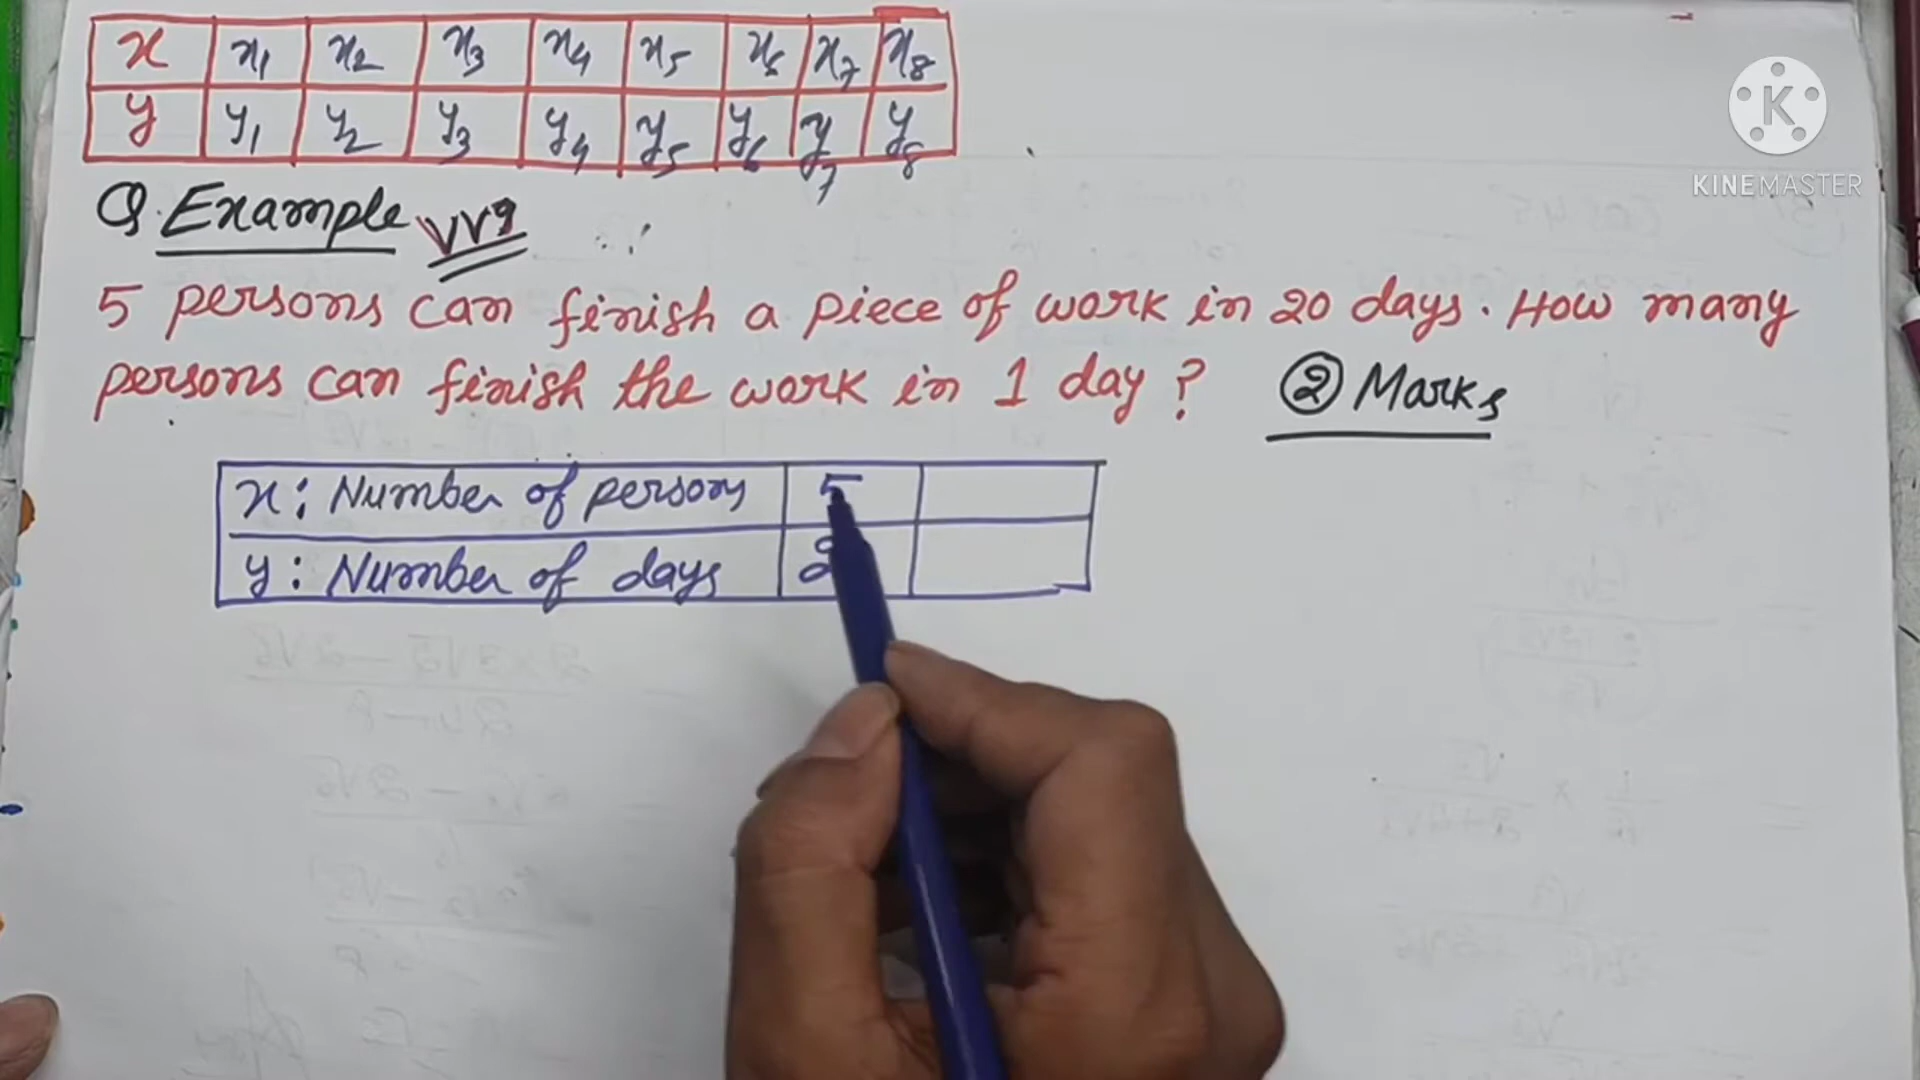 x x1 x2 x3 x4 x5 x6 x7 x8
y y1 y2 y3 y4 y5 y6 y7 y8
K
KINEMASTER
Q. Example VVI
5 persons can finish a piece of work in 20 days. How many
persons can finish the work in 1 day? ② Marks
x: Number of persons 5
y: Number of days 2